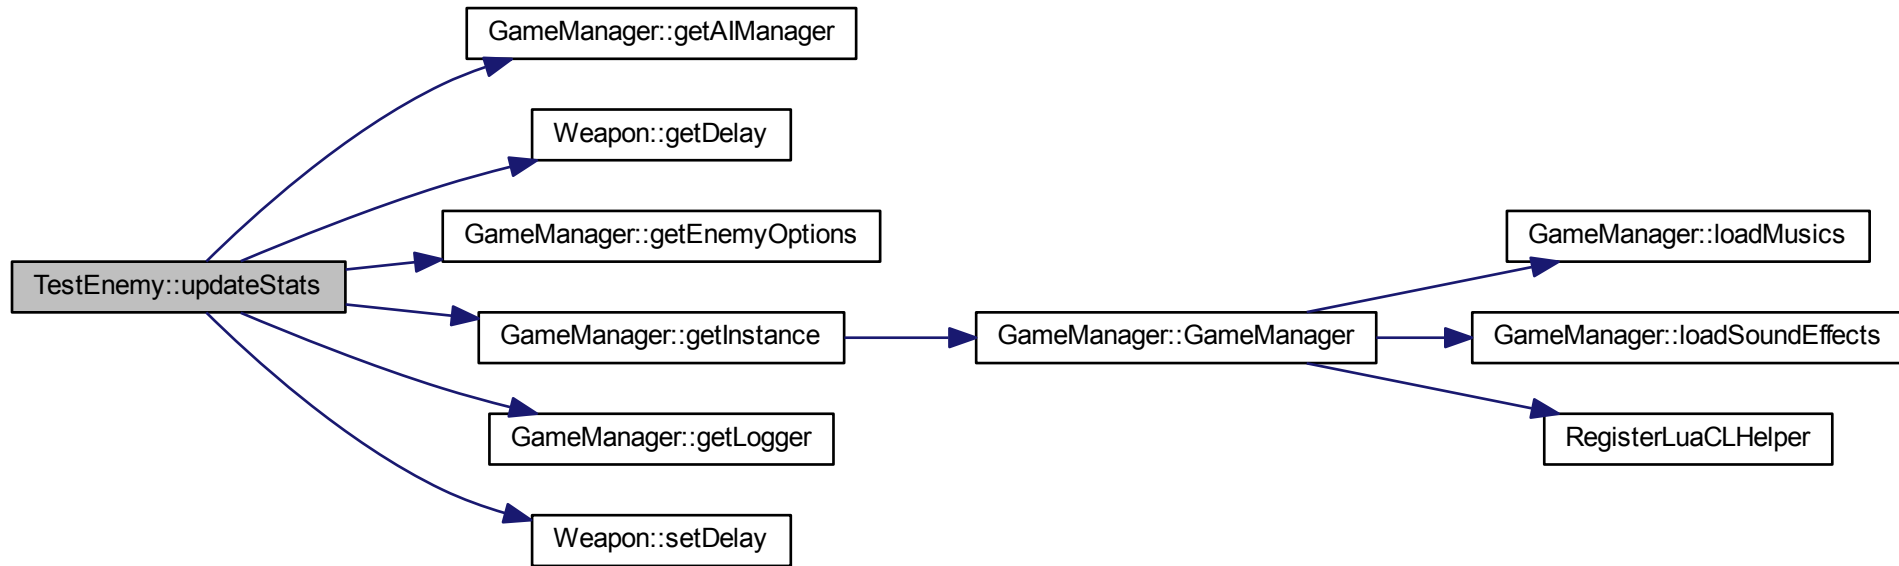 GameManager::getAIManager
Weapon::getDelay
GameManager::getEnemyOptions
GameManager::loadMusics
TestEnemy::updateStats
GameManager::getInstance
GameManager::GameManager
GameManager::loadSoundEffects
GameManager::getLogger
RegisterLuaCLHelper
Weapon::setDelay